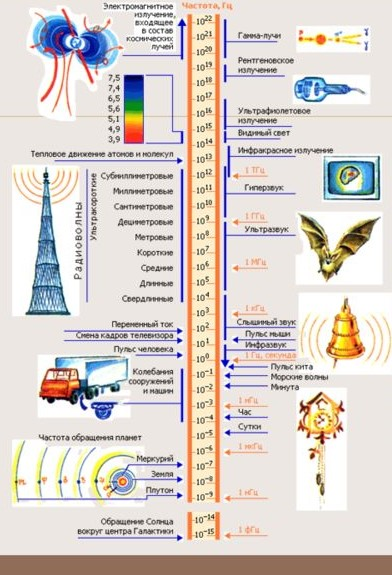 Электромагнитное
излучение,
входящее
в состав
космических
лучей
Частота, Гц
10²²
10²¹
10²⁰
10¹⁹
10¹⁸
10¹⁷
10¹⁶
10¹⁵
10¹⁴
10¹³
10¹²
10¹¹
10¹⁰
10⁹
10⁸
10⁷
10⁶
10⁵
10⁴
10³
10²
10¹
10⁰
10⁻¹
10⁻²
10⁻³
10⁻⁴
10⁻⁵
10⁻⁶
10⁻⁷
10⁻⁸
10⁻⁹
10⁻¹⁴
10⁻¹⁵
7,5
7,4
6,5
5,6
5,1
4,9
3,9
Тепловое движение атомов и молекул
Радиоволны
Ультракороткие
Субмиллиметровые
Миллиметровые
Сантиметровые
Дециметровые
Метровые
Короткие
Средние
Длинные
Свердлинные
Переменный ток
Смена кадров телевизора
Пульс человека
Колебания
сооружений
и машин
Частота обращения планет
Меркурий
Земля
Плутон
Обращение Солнца
вокруг центра Галактики
Гамма-лучи
Рентгеновское
излучение
Ультрафиолетовое
излучение
Видиный свет
Инфракрасное излучение
1 ТГц
Гиперзвук
1 ГГц
Ультразвук
1 МГц
1 кГц
Слышиный звук
Пульс мыши
Инфразвук
1 Гц, секунда
Пульс кита
Морские волны
Минута
1 мГц
Час
Сутки
1 мкГц
1 нГц
1 фГц